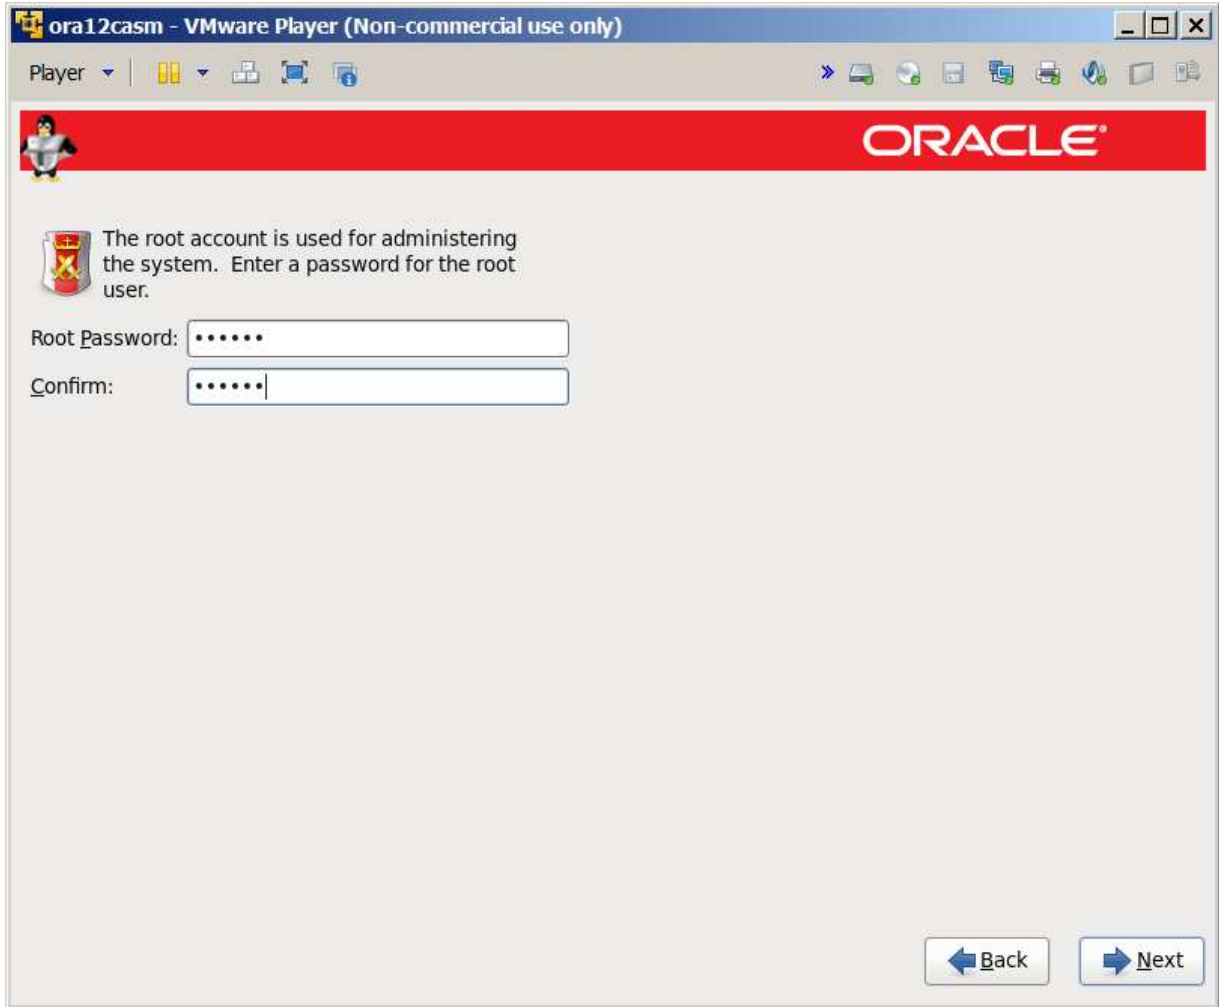 ora12casm - VMware Player (Non-commercial use only)
Player
ORACLE
The root account is used for administering
the system.  Enter a password for the root
user.
Root Password: ••••••
Confirm: ••••••
Back
Next